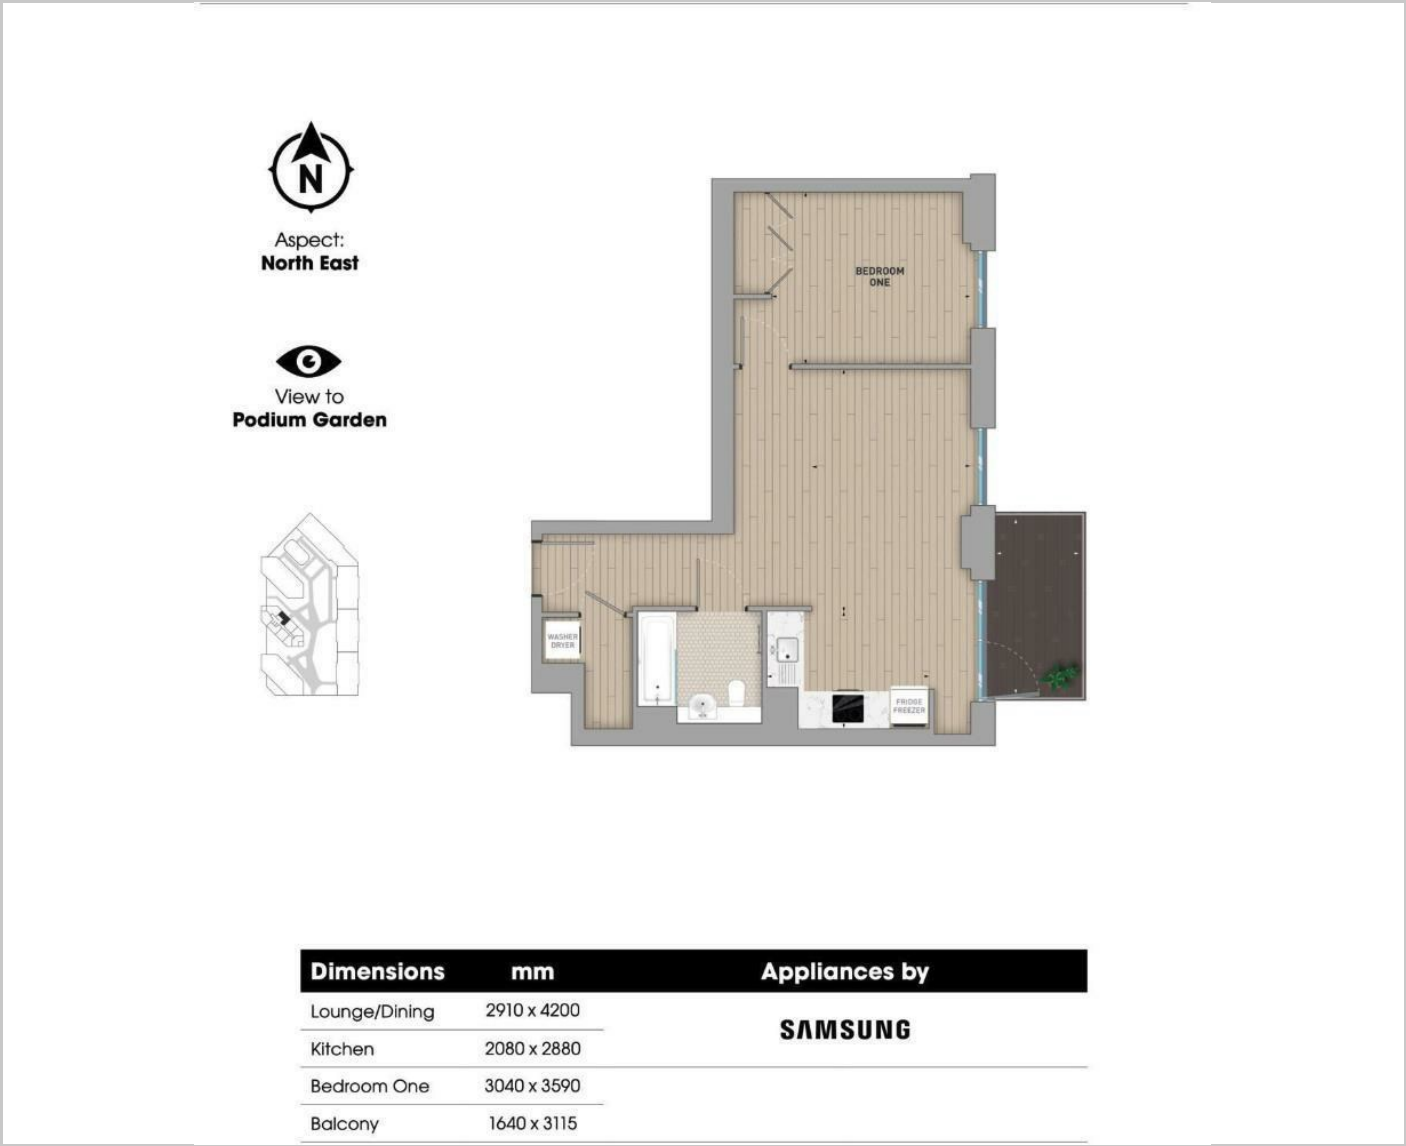 N
Aspect:
North East
View to
Podium Garden
BEDROOM
ONE
WASHER
DRYER
FRIDGE
FREEZER
Dimensions mm Appliances by
Lounge/Dining 2910 x 4200
SAMSUNG
Kitchen 2080 x 2880
Bedroom One 3040 x 3590
Balcony 1640 x 3115